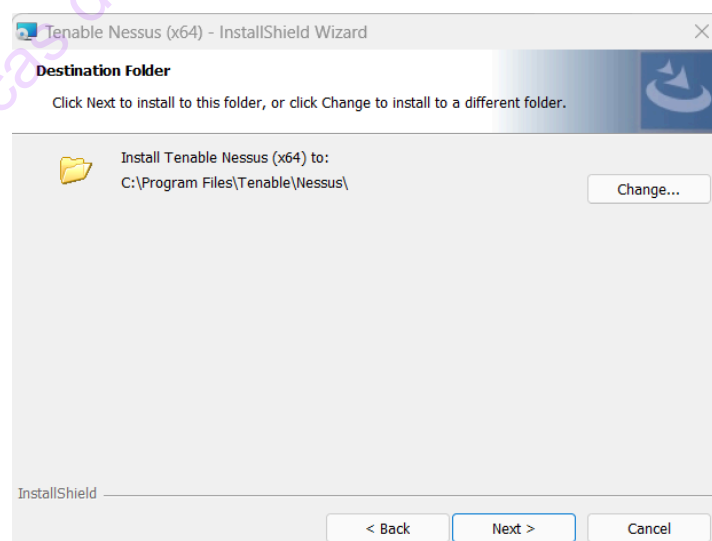 Tenable Nessus (x64) - InstallShield Wizard
Destination Folder
Click Next to install to this folder, or click Change to install to a different folder.
Install Tenable Nessus (x64) to:
C:\Program Files\Tenable\Nessus\
Change...
InstallShield
< Back
Next >
Cancel